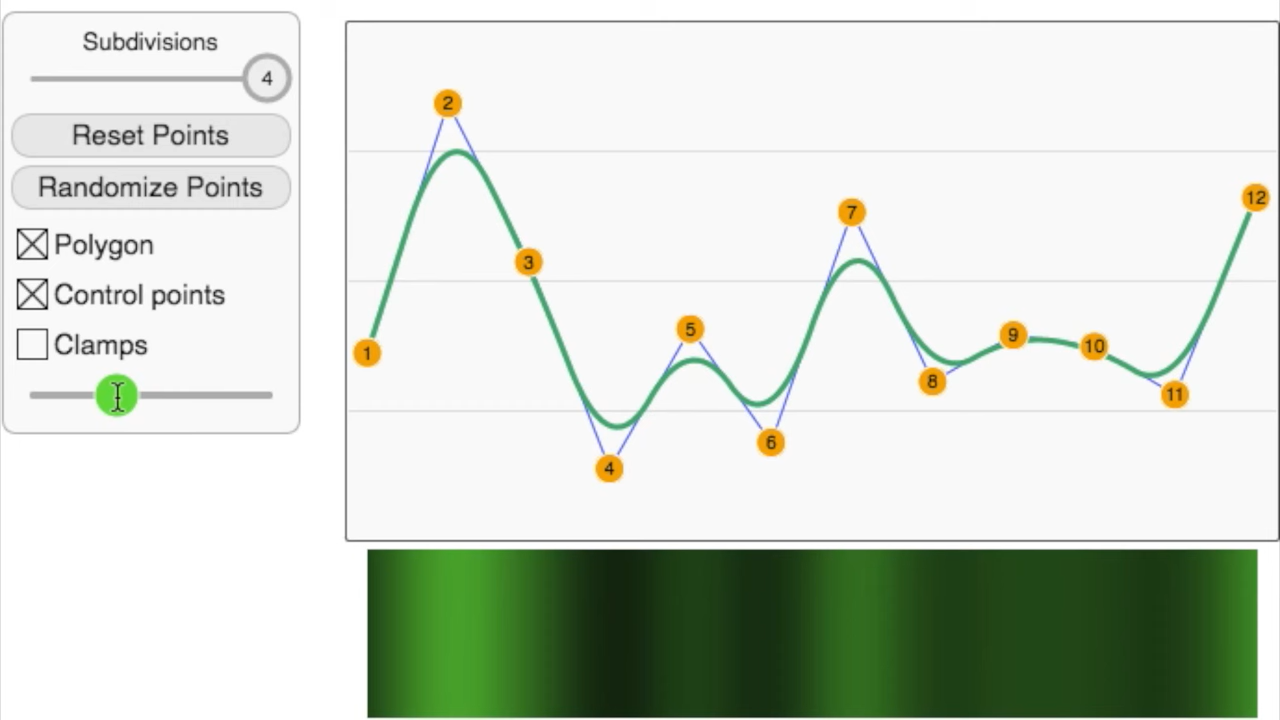 Subdivisions
4
Reset Points
Randomize Points
Polygon
Control points
Clamps
1
2
3
4
5
6
7
8
9
10
11
12